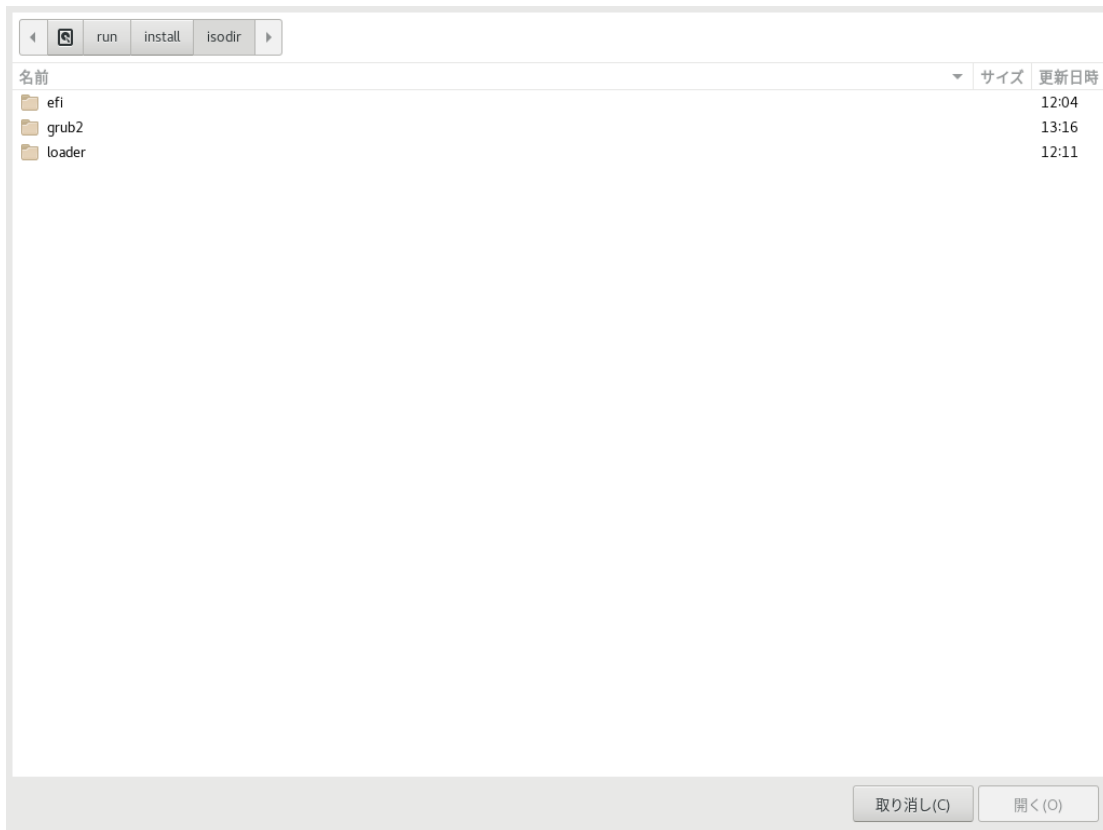 run install isodir
名前 サイズ 更新日時
efi 12:04
grub2 13:16
loader 12:11
取り消し(C) 開く(O)